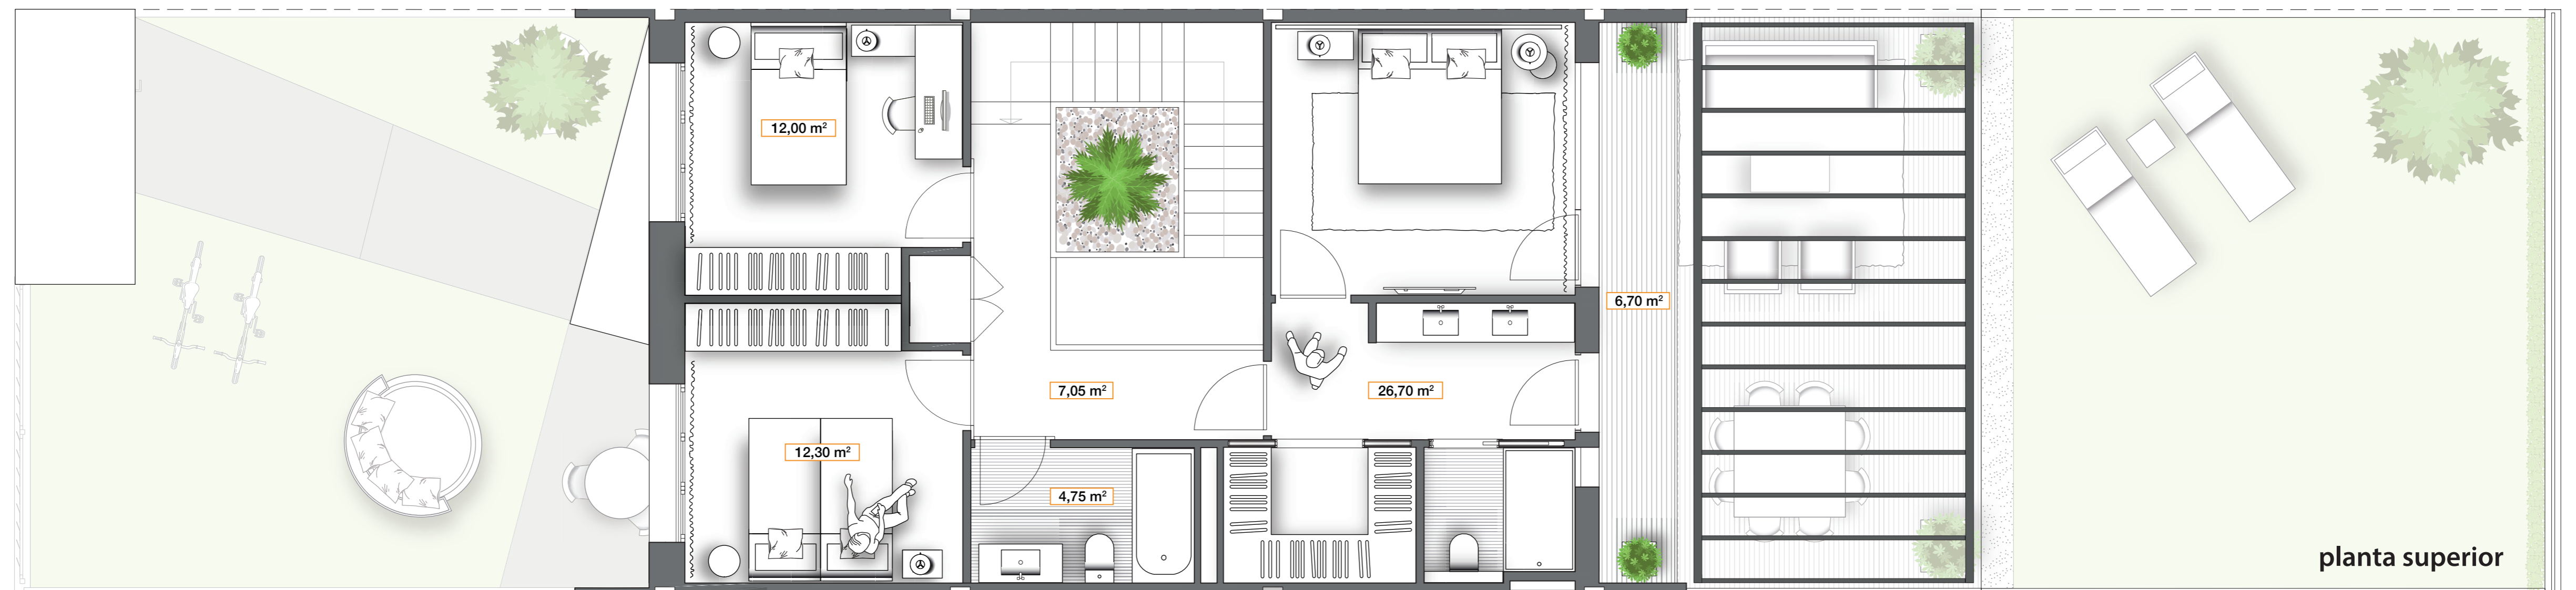 12,00 m²
6,70 m²
7,05 m²
26,70 m²
12,30 m²
4,75 m²
planta superior